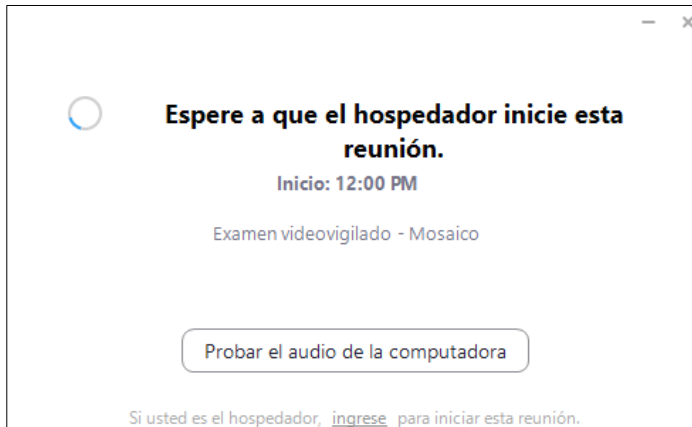 Espere a que el hospedador inicie esta
reunión.
Inicio: 12:00 PM
Examen videovigilado - Mosaico
Probar el audio de la computadora
Si usted es el hospedador, ingrese para iniciar esta reunión.